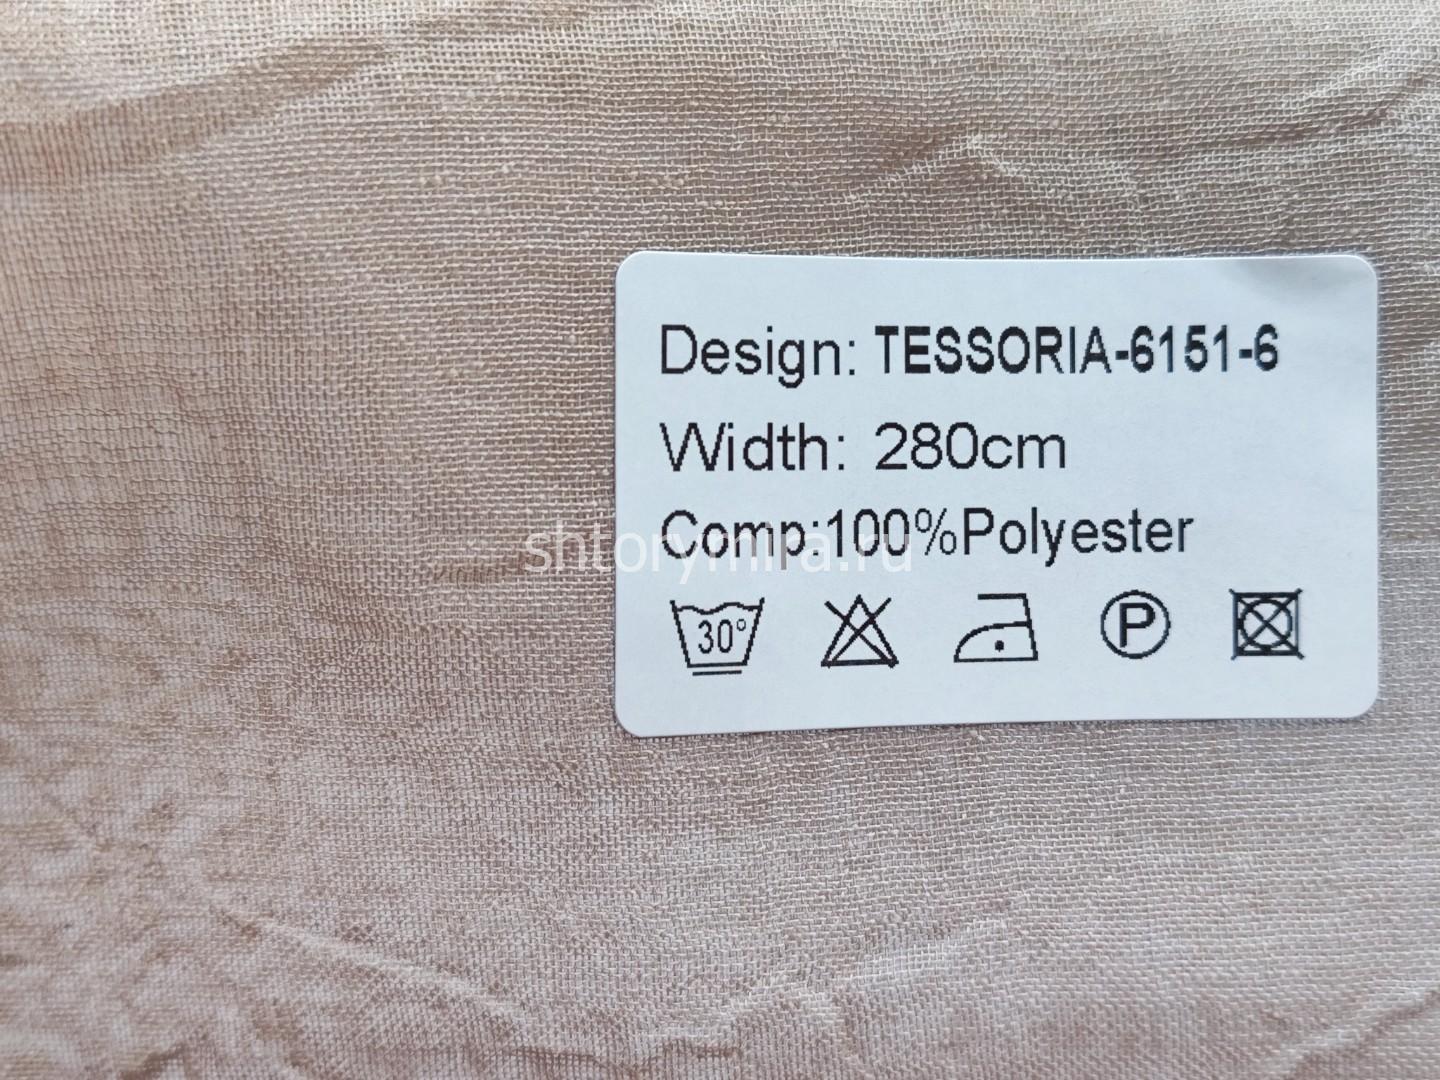 Design: TESSORIA-6151-6
Width: 280cm
Comp:100%Polyester
shtorymira.ru
30°
P